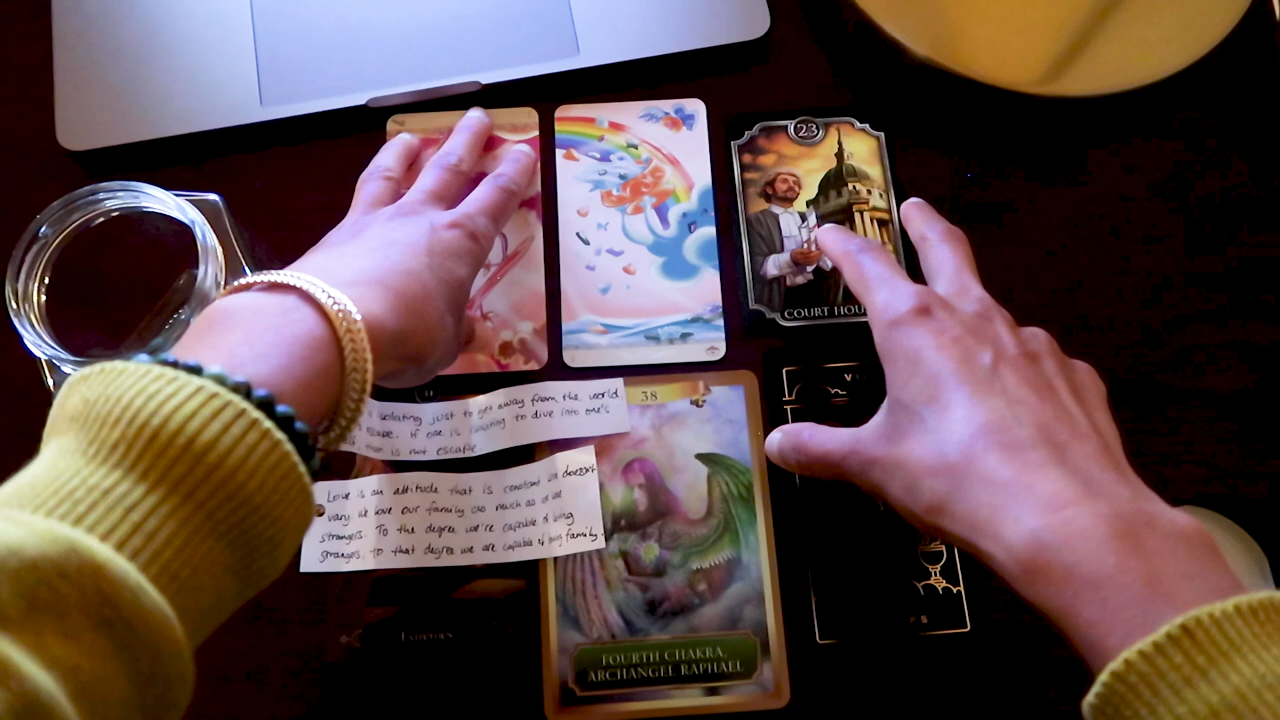 23
COURT HOU
isolating just to get away from the world.
escape. If one is isolating to dive into one's
that is not escape
38
Love is an attitude that is constant and doesn't
vary. We love our family as much as we
strangers. To the degree we're capable of loving
strangers, to that degree we are capable of loving family.
FOURTH CHAKRA,
ARCHANGEL RAPHAEL